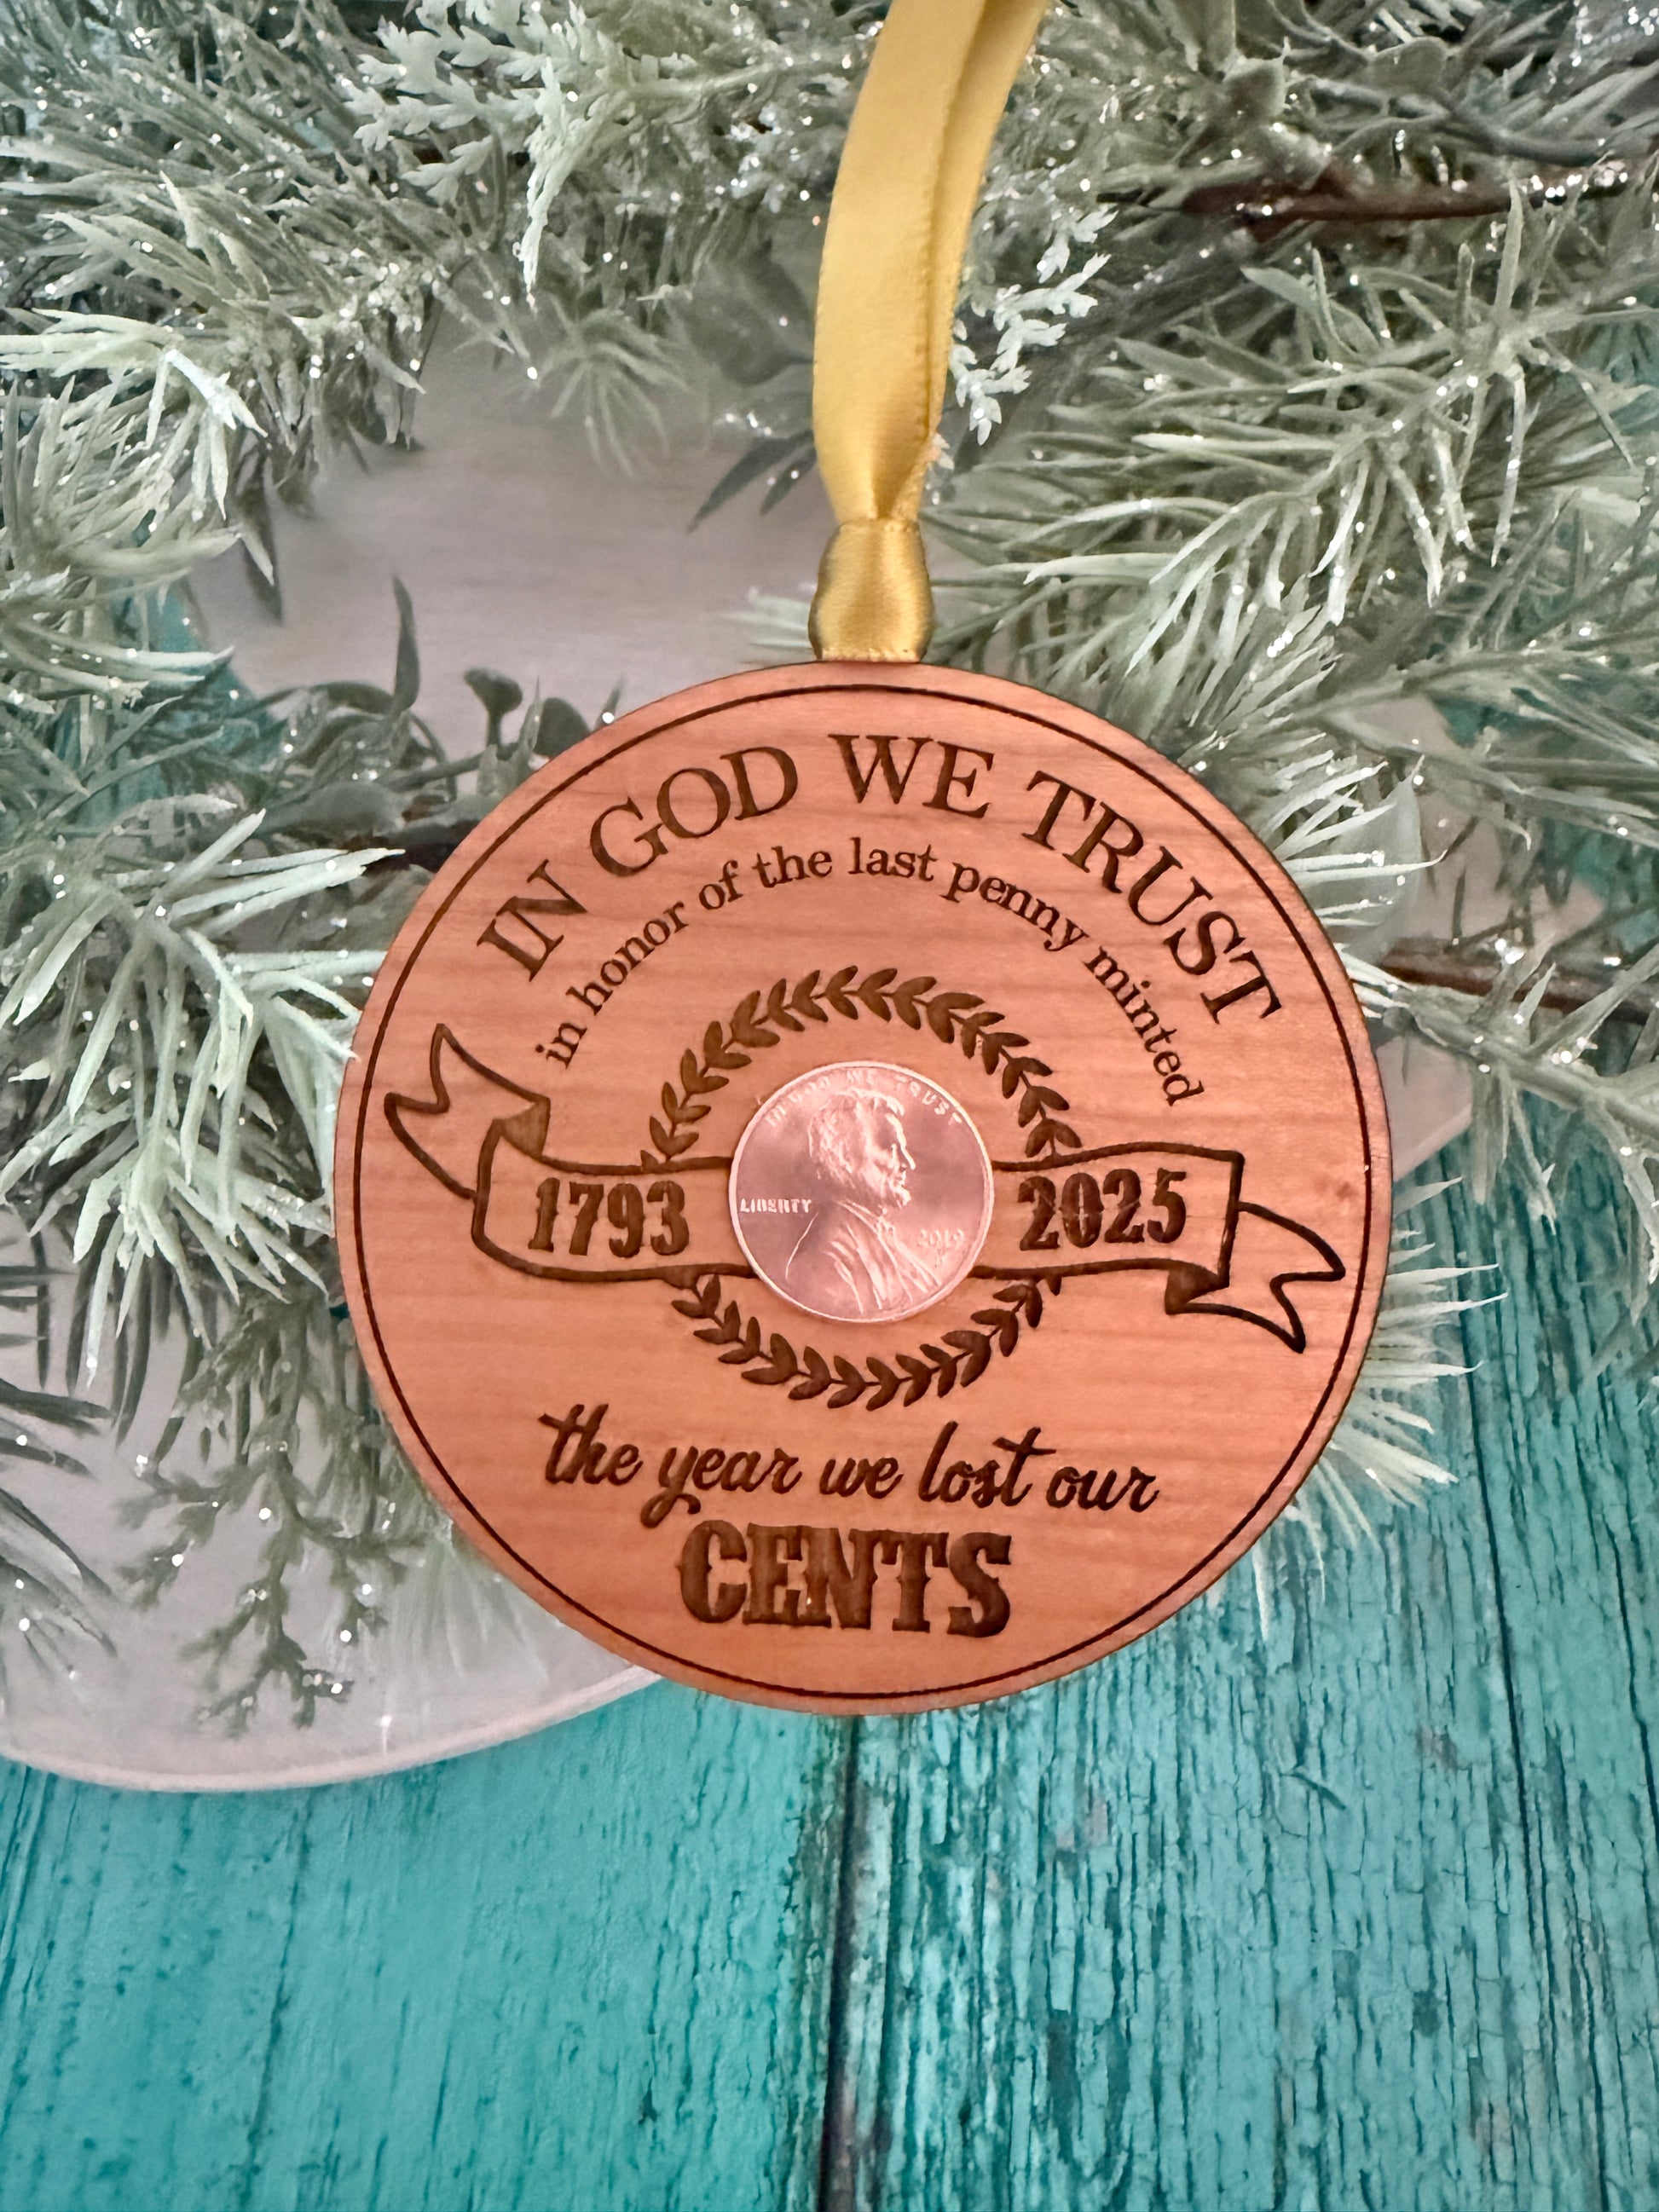 IN GOD WE TRUST
in honor of the last penny minted
IN GOD WE TRUST
LIBERTY
2019
1793
2025
the year we lost our
CENTS